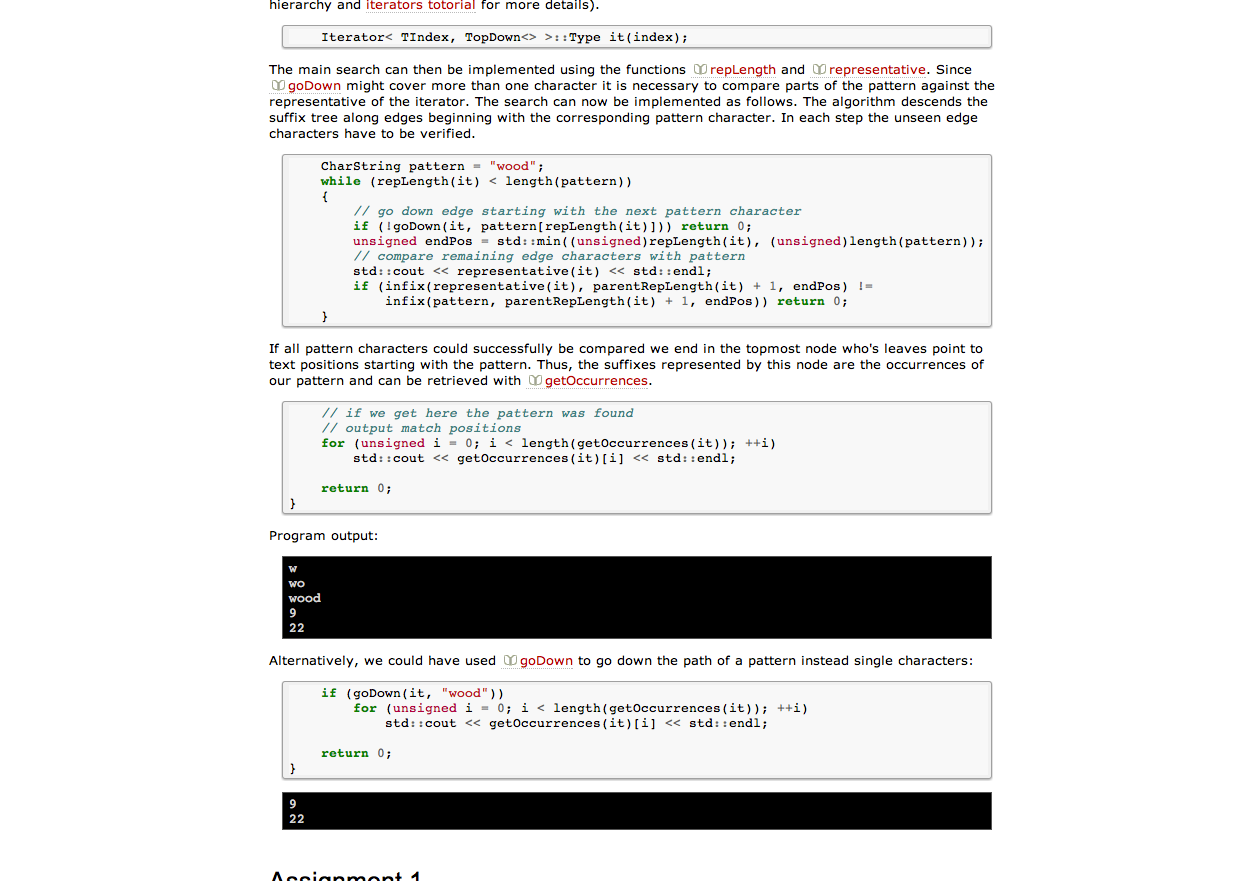 hierarchy and iterators totorial for more details).
Iterator< TIndex, TopDown<> >::Type it(index);
The main search can then be implemented using the functions repLength and representative. Since
goDown might cover more than one character it is necessary to compare parts of the pattern against the
representative of the iterator. The search can now be implemented as follows. The algorithm descends the
suffix tree along edges beginning with the corresponding pattern character. In each step the unseen edge
characters have to be verified.
CharString pattern = "wood";
while (repLength(it) < length(pattern))
{
// go down edge starting with the next pattern character
if (!goDown(it, pattern[repLength(it)])) return 0;
unsigned endPos = std::min((unsigned)repLength(it), (unsigned)length(pattern));
// compare remaining edge characters with pattern
std::cout << representative(it) << std::endl;
if (infix(representative(it), parentRepLength(it) + 1, endPos) !=
infix(pattern, parentRepLength(it) + 1, endPos)) return 0;
}
If all pattern characters could successfully be compared we end in the topmost node who's leaves point to
text positions starting with the pattern. Thus, the suffixes represented by this node are the occurrences of
our pattern and can be retrieved with getOccurrences.
// if we get here the pattern was found
// output match positions
for (unsigned i = 0; i < length(getOccurrences(it)); ++i)
std::cout << getOccurrences(it)[i] << std::endl;
return 0;
}
Program output:
w
wo
wood
9
22
Alternatively, we could have used goDown to go down the path of a pattern instead single characters:
if (goDown(it, "wood"))
for (unsigned i = 0; i < length(getOccurrences(it)); ++i)
std::cout << getOccurrences(it)[i] << std::endl;
return 0;
}
9
22
Assignment 1